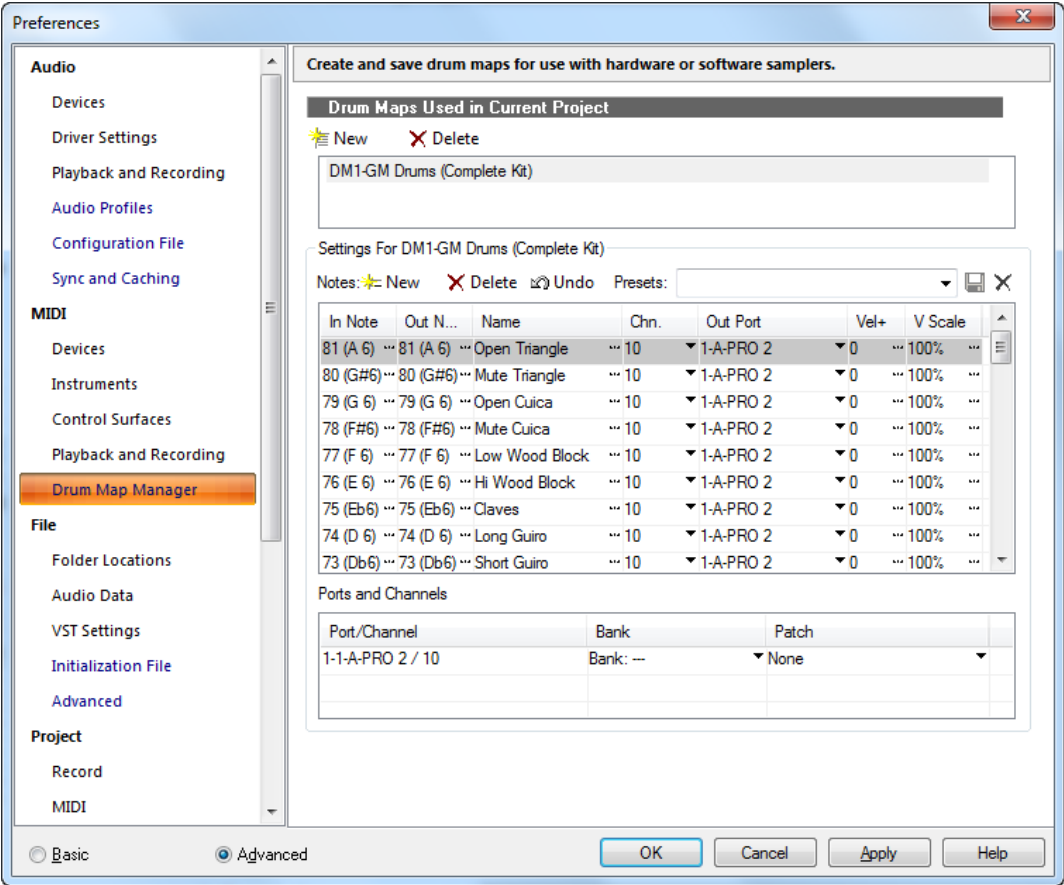 Preferences
Audio
Devices
Driver Settings
Playback and Recording
Audio Profiles
Configuration File
Sync and Caching
MIDI
Devices
Instruments
Control Surfaces
Playback and Recording
Drum Map Manager
File
Folder Locations
Audio Data
VST Settings
Initialization File
Advanced
Project
Record
MIDI
Create and save drum maps for use with hardware or software samplers.
Drum Maps Used in Current Project
New Delete
DM1-GM Drums (Complete Kit)
Settings For DM1-GM Drums (Complete Kit)
Notes: New Delete Undo Presets:
In Note Out N... Name Chn. Out Port Vel+ V Scale
81 (A 6) ... 81 (A 6) ... Open Triangle ... 10 1-A-PRO 2 0 ... 100% ...
80 (G#6) ... 80 (G#6) ... Mute Triangle ... 10 1-A-PRO 2 0 ... 100% ...
79 (G 6) ... 79 (G 6) ... Open Cuica ... 10 1-A-PRO 2 0 ... 100% ...
78 (F#6) ... 78 (F#6) ... Mute Cuica ... 10 1-A-PRO 2 0 ... 100% ...
77 (F 6) ... 77 (F 6) ... Low Wood Block ... 10 1-A-PRO 2 0 ... 100% ...
76 (E 6) ... 76 (E 6) ... Hi Wood Block ... 10 1-A-PRO 2 0 ... 100% ...
75 (Eb6) ... 75 (Eb6) ... Claves ... 10 1-A-PRO 2 0 ... 100% ...
74 (D 6) ... 74 (D 6) ... Long Guiro ... 10 1-A-PRO 2 0 ... 100% ...
73 (Db6) ... 73 (Db6) ... Short Guiro ... 10 1-A-PRO 2 0 ... 100% ...
Ports and Channels
Port/Channel Bank Patch
1-1-A-PRO 2 / 10 Bank: --- None
Basic Advanced OK Cancel Apply Help